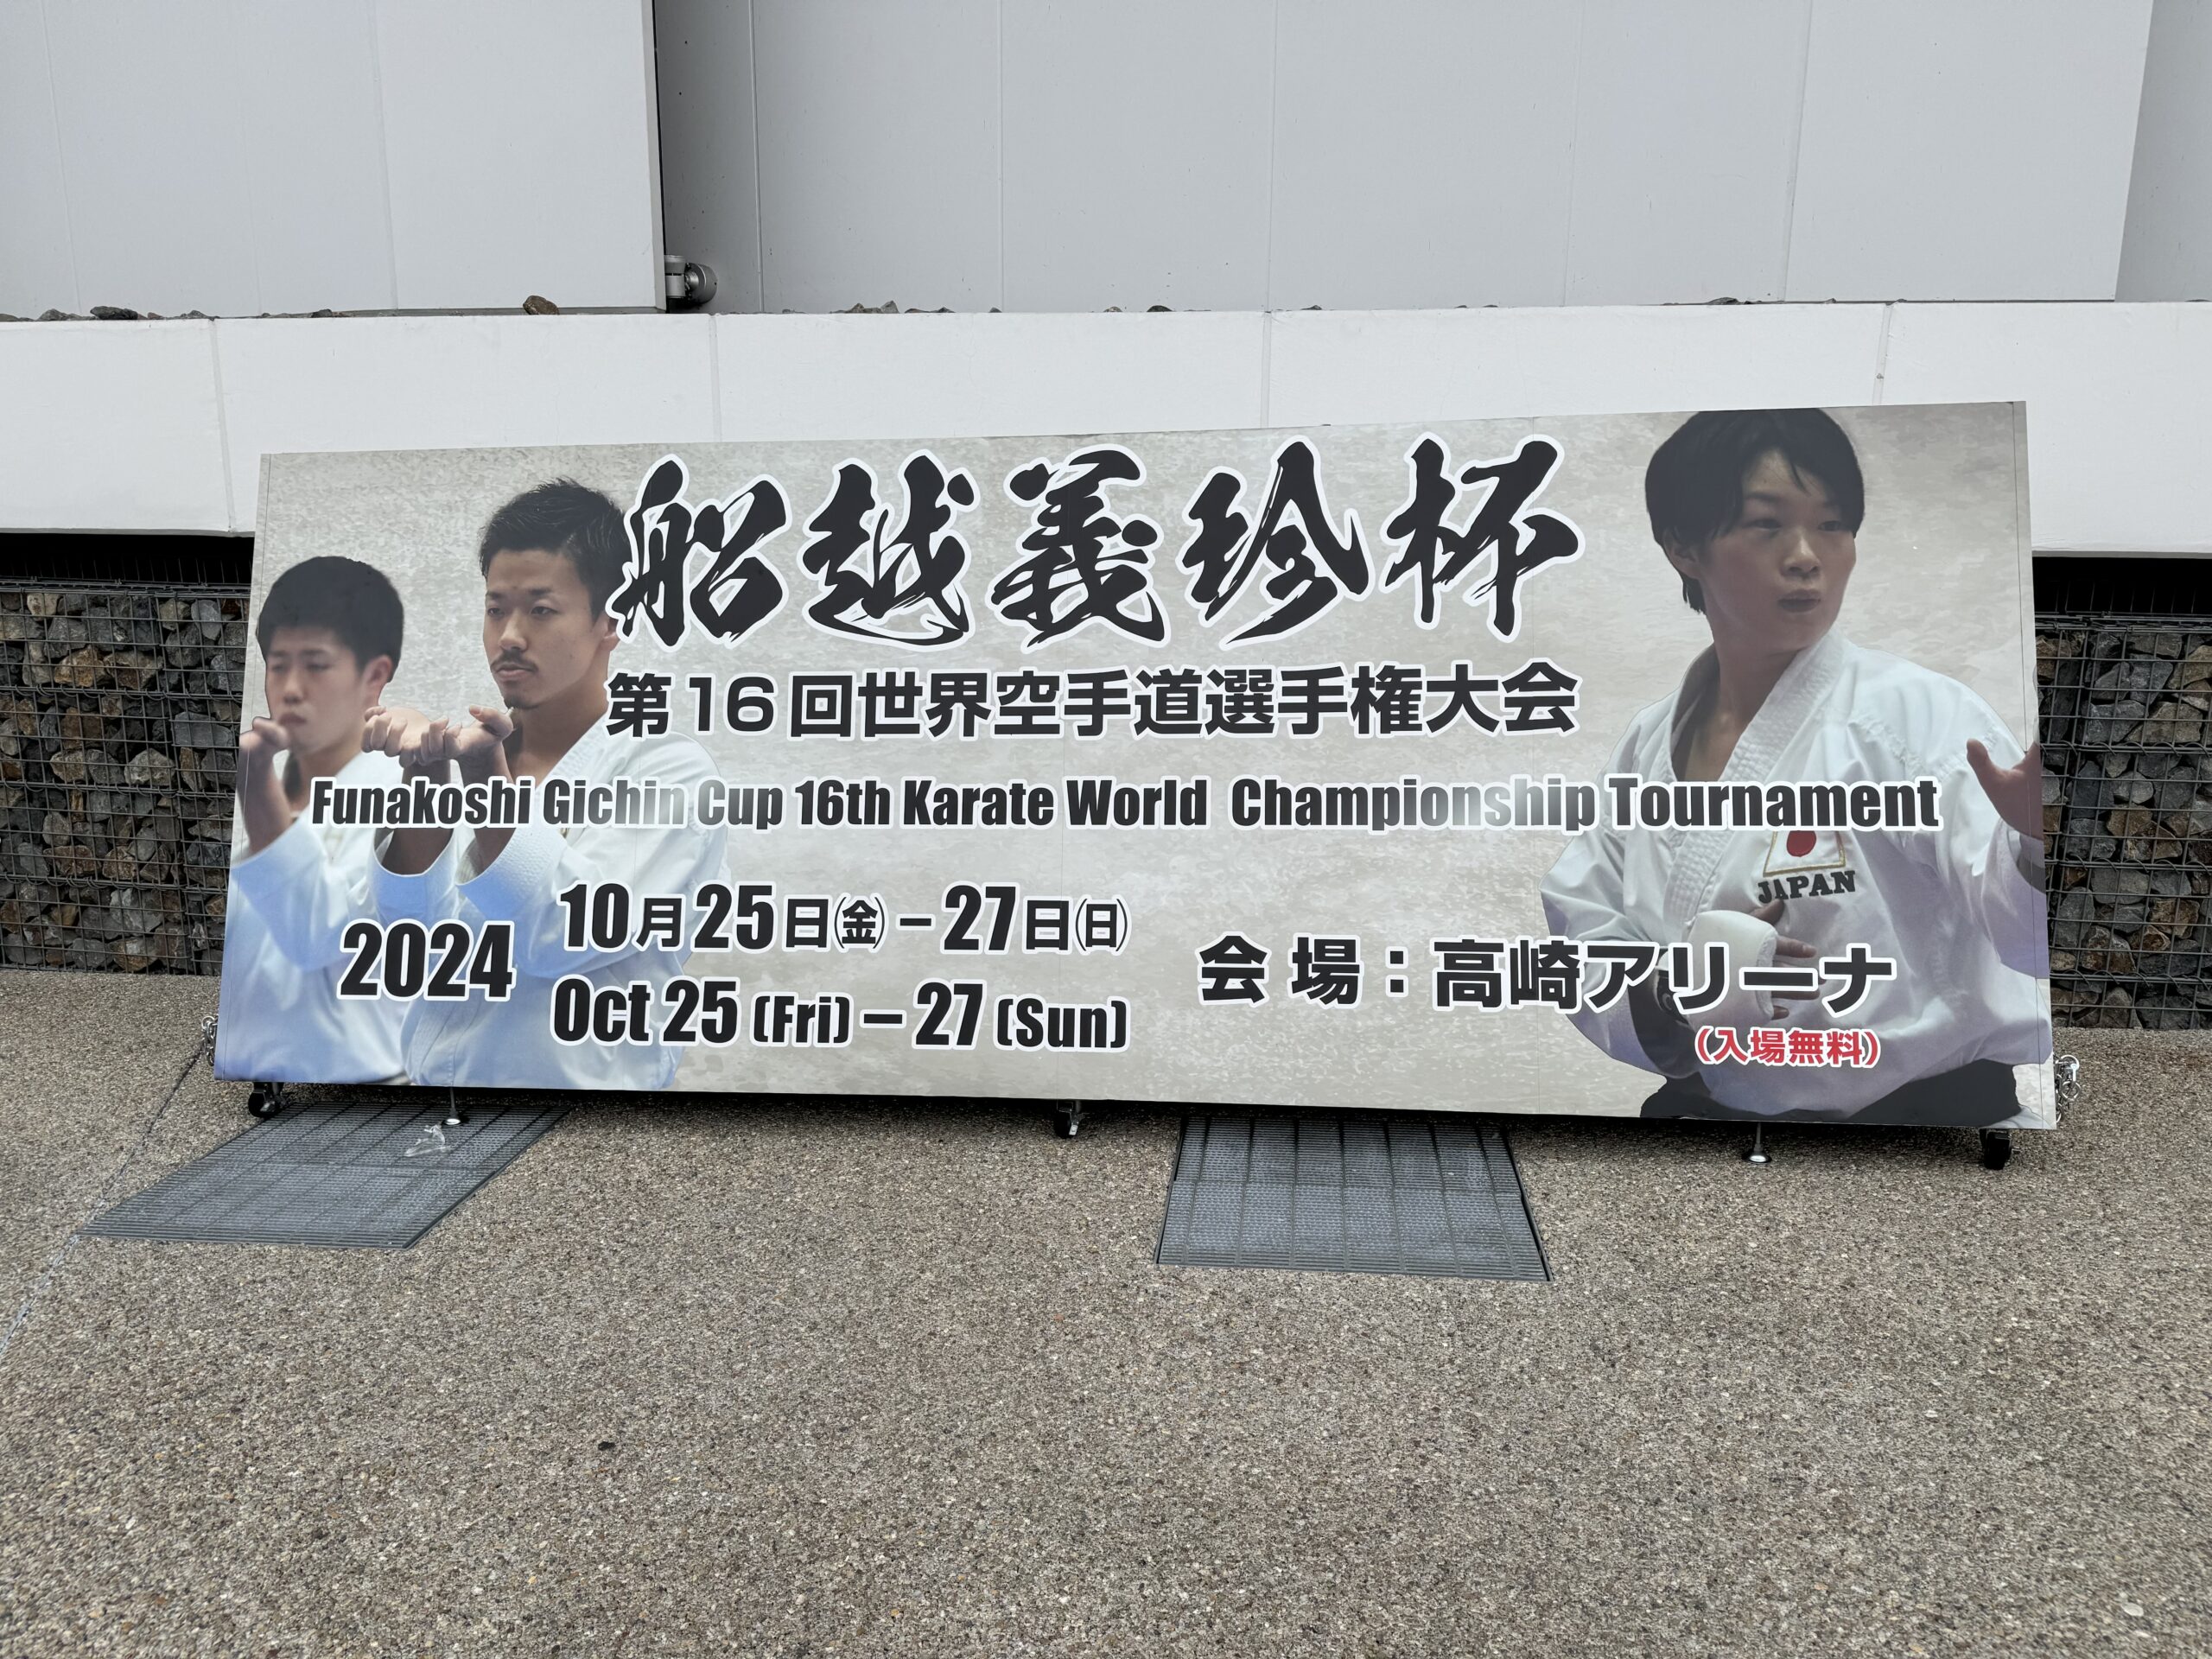 船越義珍杯
第16回世界空手道選手権大会
Funakoshi Gichin Cup 16th Karate World Championship Tournament
JAPAN
2024
10月25日(金)－27日(日)
Oct 25 (Fri) － 27 (Sun)
会場：高崎アリーナ
(入場無料)